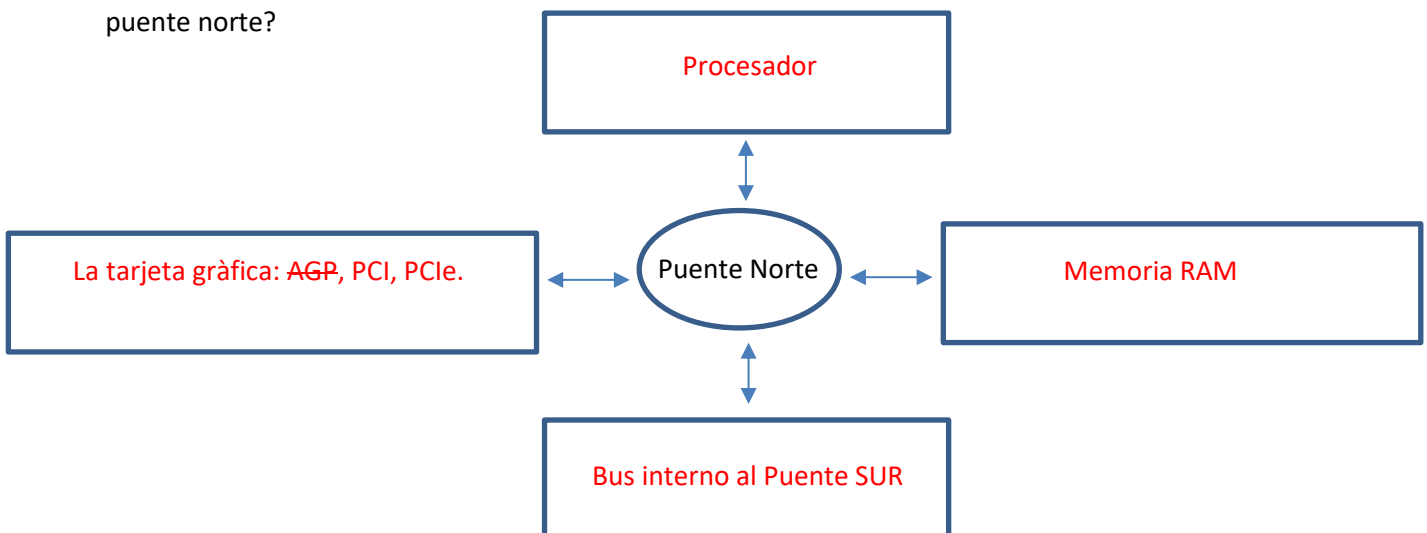 puente norte?
Procesador
La tarjeta gràfica: AGP, PCI, PCIe.
Puente Norte
Memoria RAM
Bus interno al Puente SUR